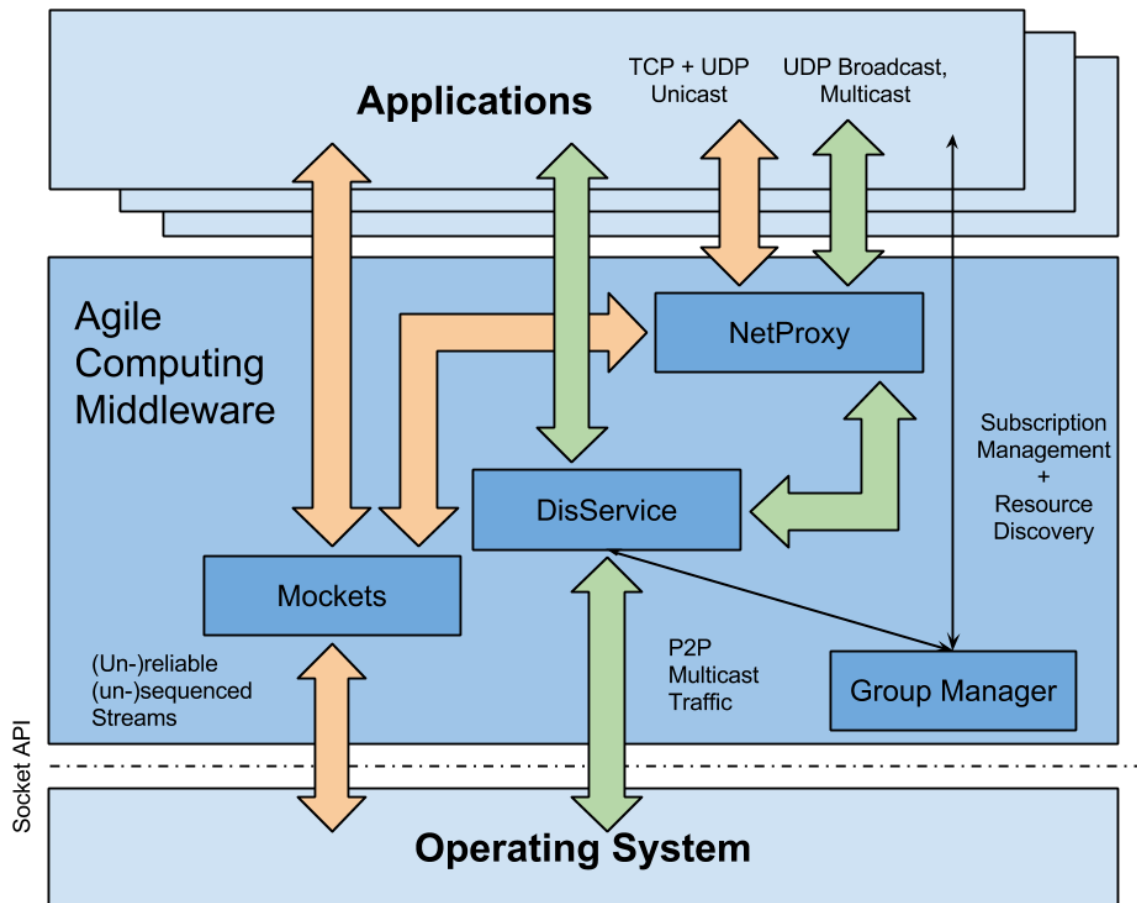 Applications
TCP + UDP
Unicast
UDP Broadcast,
Multicast
Agile
Computing
Middleware
NetProxy
Subscription
Management
+
Resource
Discovery
DisService
Mockets
(Un-)reliable
(un-)sequenced
Streams
P2P
Multicast
Traffic
Group Manager
Socket API
Operating System